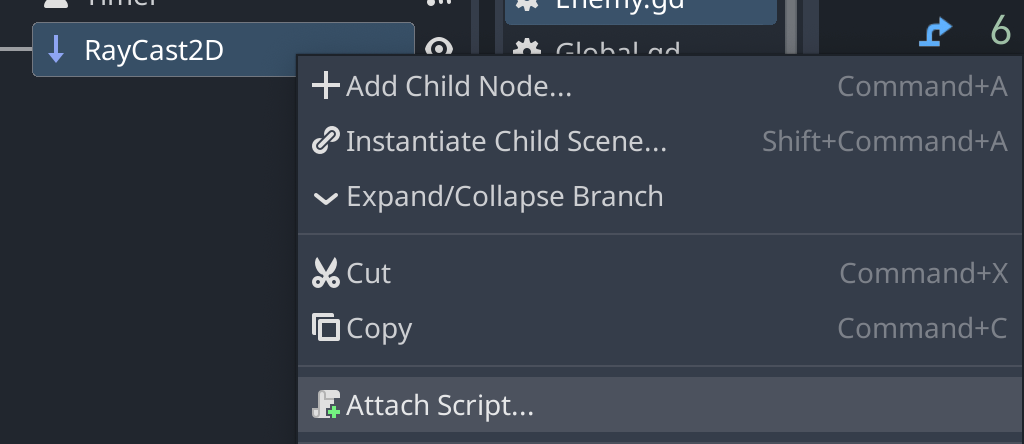 Timer
Enemy.gd
6
RayCast2D
Global.gd
Add Child Node... Command+A
Instantiate Child Scene... Shift+Command+A
Expand/Collapse Branch
Cut Command+X
Copy Command+C
Attach Script...